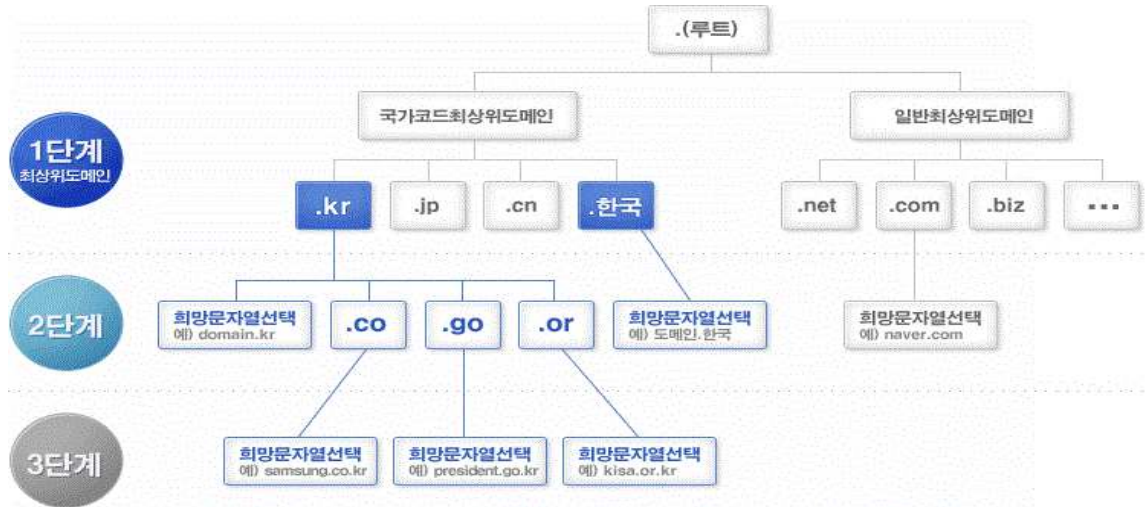 .(루트)
국가코드최상위도메인
일반최상위도메인
1단계
최상위도메인
.kr
.jp
.cn
.한국
.net
.com
.biz
...
2단계
희망문자열선택
예) domain.kr
.co
.go
.or
희망문자열선택
예) 도메인.한국
희망문자열선택
예) naver.com
3단계
희망문자열선택
예) samsung.co.kr
희망문자열선택
예) president.go.kr
희망문자열선택
예) kisa.or.kr